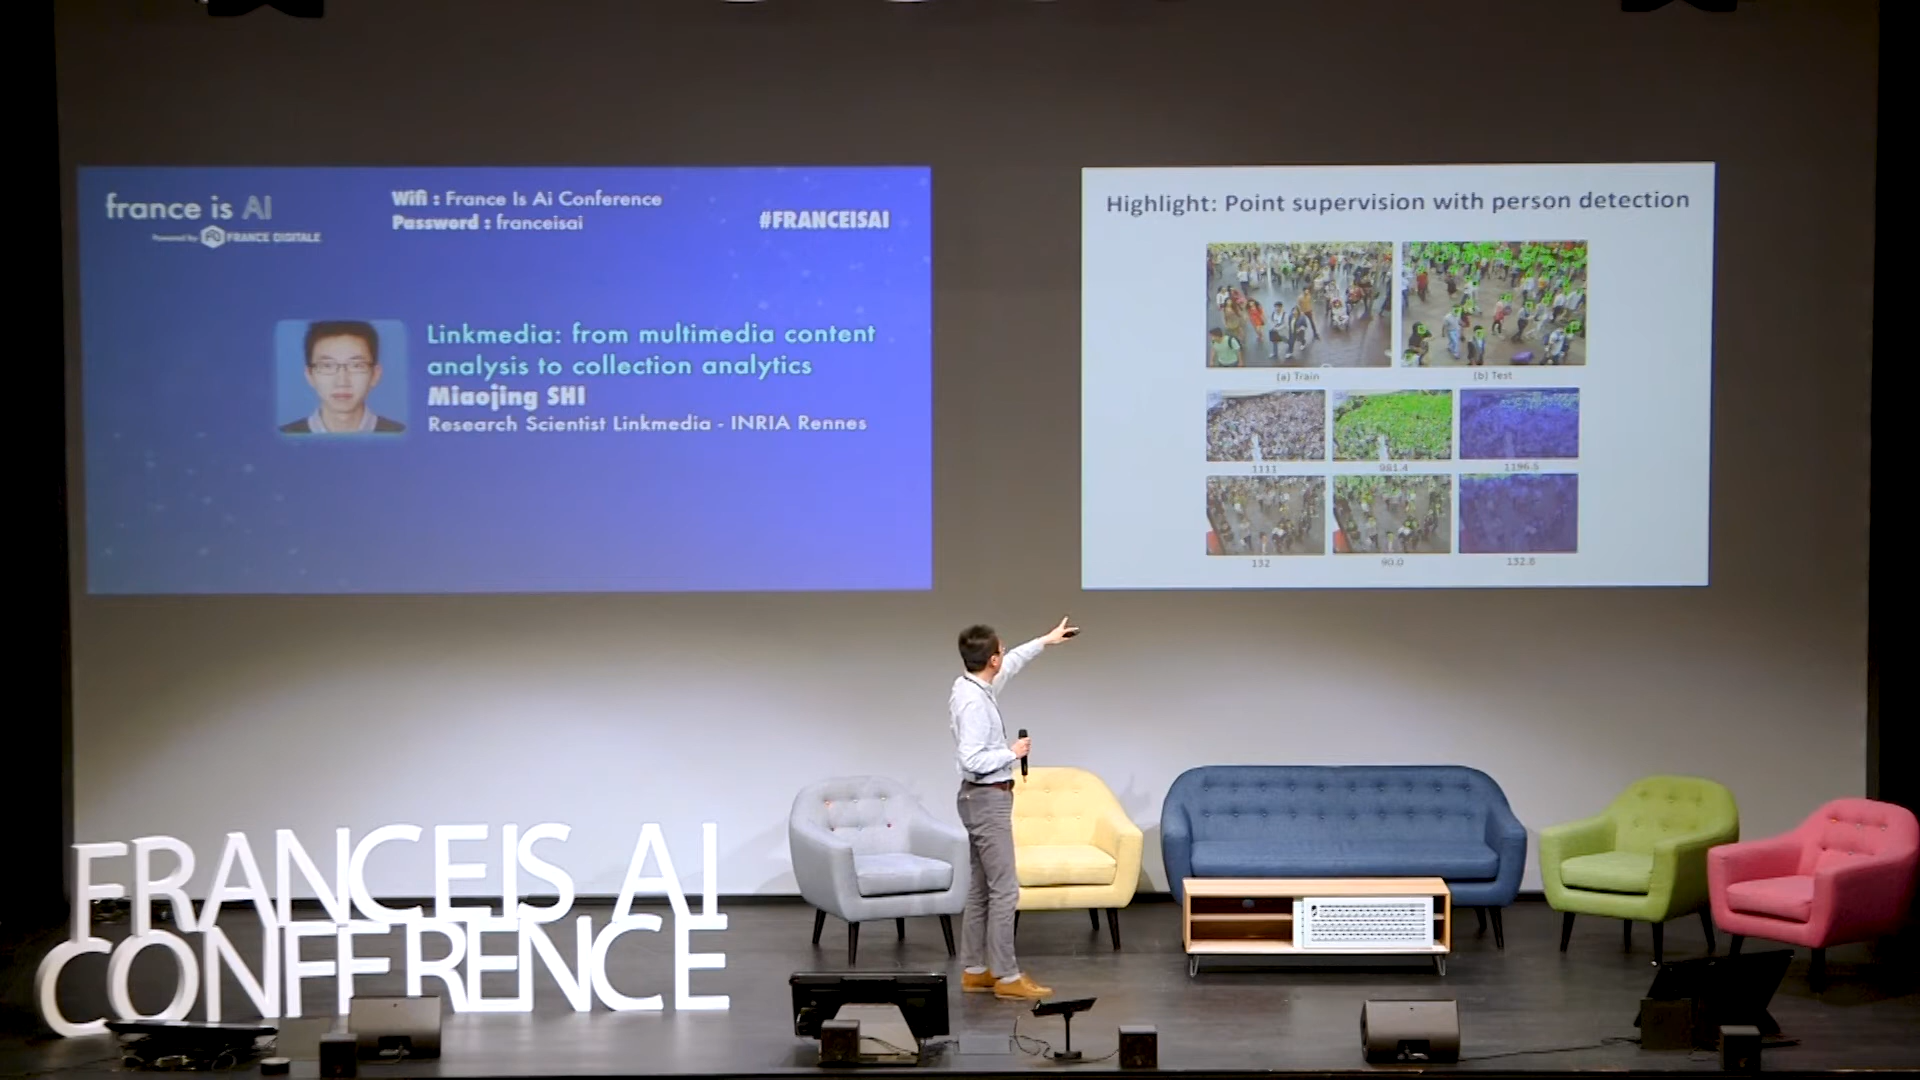 france is AI
Powered by FRANCE DIGITALE
Wifi : France Is Ai Conference
Password : franceisai
#FRANCEISAI
Linkmedia: from multimedia content
analysis to collection analytics
Miaojing SHI
Research Scientist Linkmedia - INRIA Rennes
Highlight: Point supervision with person detection
(a) Train
(b) Test
1111
981.4
1196.5
132
90.0
132.8
FRANCE IS AI
CONFERENCE